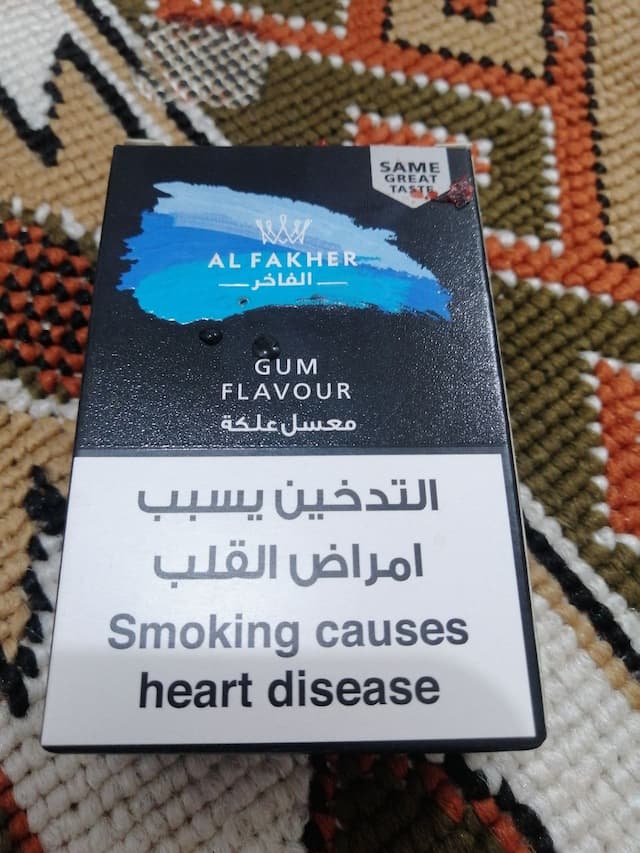 SAME
GREAT
TASTE
AL FAKHER
الفاخر
GUM
FLAVOUR
معسل علكة
التدخين يسبب
امراض القلب
Smoking causes
heart disease